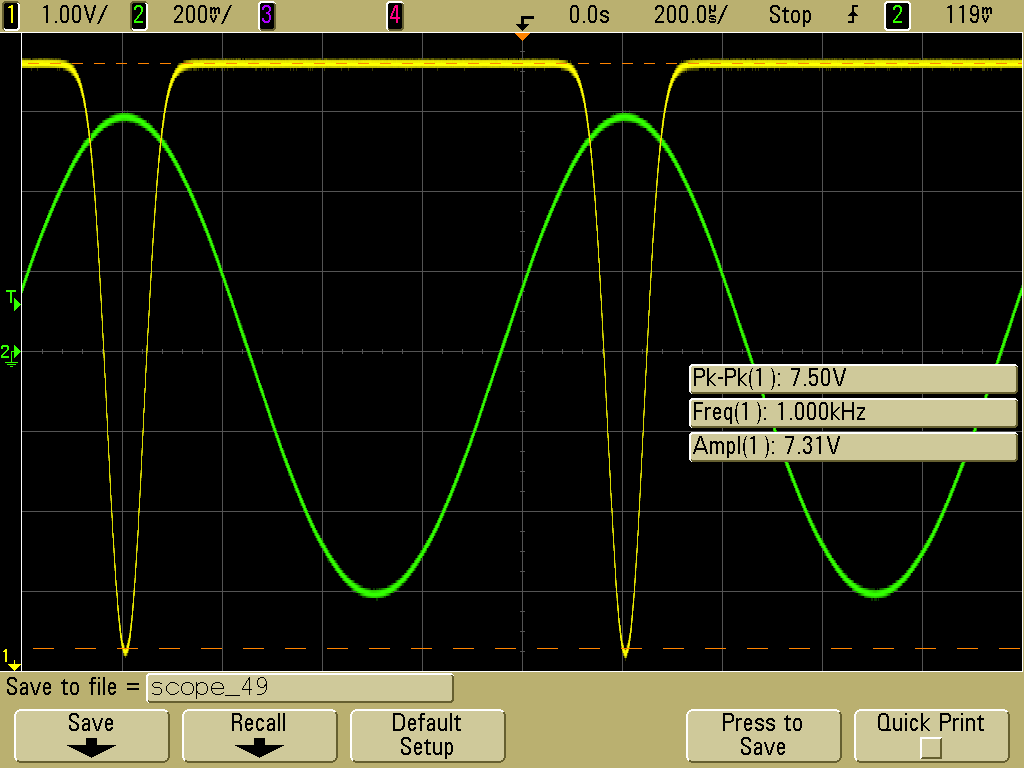 1 1.00V/ 2 200mV/ 3 4 0.0s 200.0µs/ Stop 2 119mV
T
2
Pk-Pk(1): 7.50V
Freq(1): 1.000kHz
Ampl(1): 7.31V
1
Save to file = scope_49
Save Recall Default Setup Press to Save Quick Print